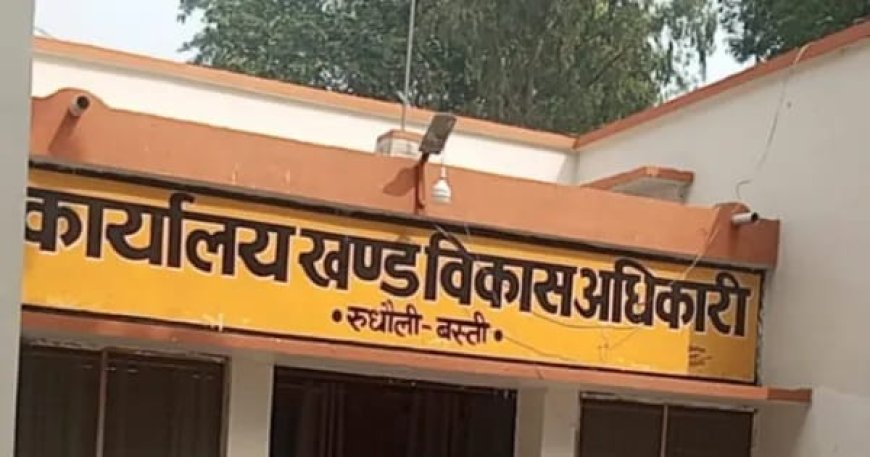 कार्यालय खण्ड विकास अधिकारी
• रुधौली - बस्ती •